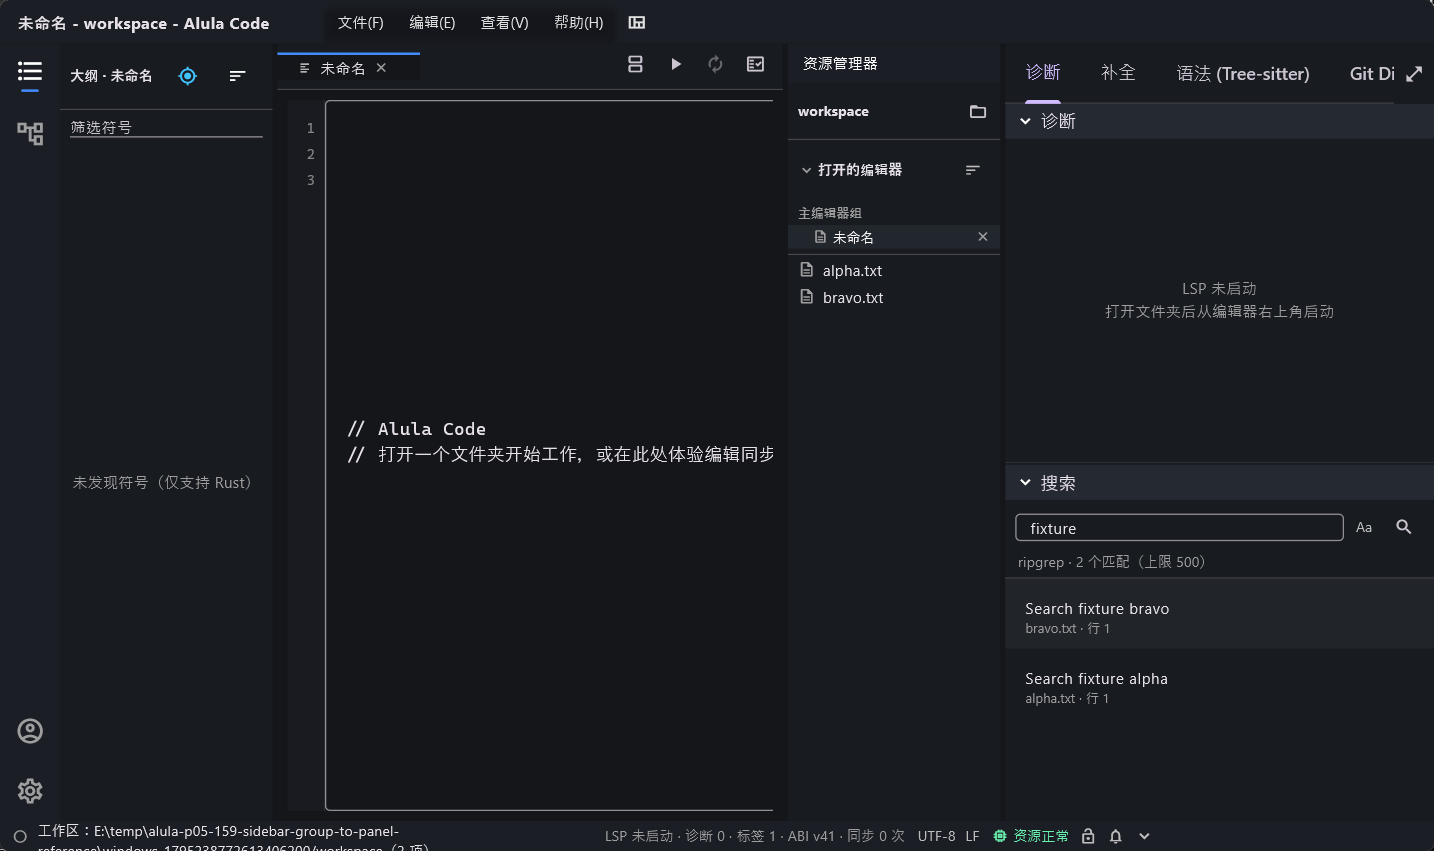 未命名 - workspace - Alula Code
文件(F) 编辑(E) 查看(V) 帮助(H)
大纲 · 未命名
筛选符号
未发现符号（仅支持 Rust）
未命名
1
2
3
// Alula Code
// 打开一个文件夹开始工作，或在此处体验编辑同步
资源管理器
workspace
打开的编辑器
主编辑器组
未命名
alpha.txt
bravo.txt
诊断 补全 语法 (Tree-sitter) Git Di
诊断
LSP 未启动
打开文件夹后从编辑器右上角启动
搜索
fixture Aa
ripgrep · 2 个匹配（上限 500）
Search fixture bravo
bravo.txt · 行 1
Search fixture alpha
alpha.txt · 行 1
工作区：E:\temp\alula-p05-159-sidebar-group-to-panel-
reference\windows-1795238772613406200/workspace（2 项）
LSP 未启动 · 诊断 0 · 标签 1 · ABI v41 · 同步 0 次 UTF-8 LF 资源正常